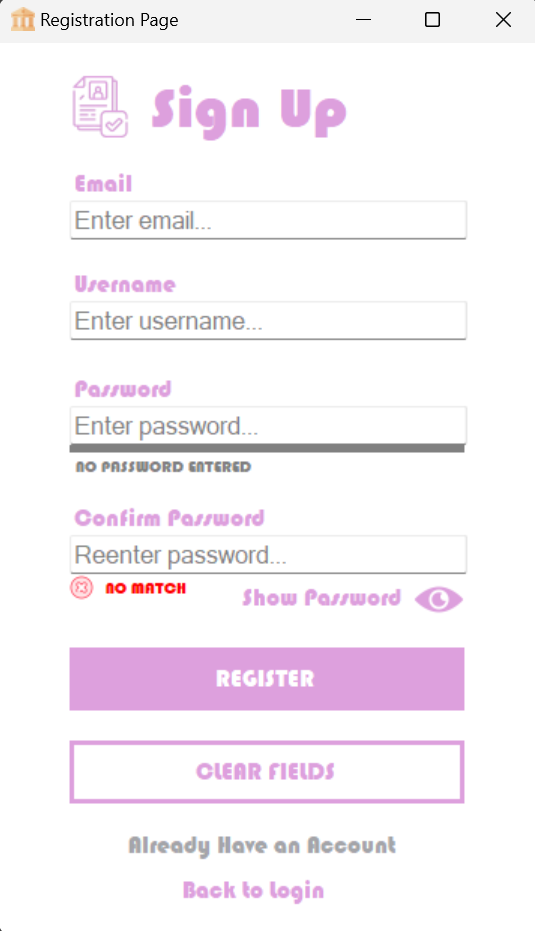 Registration Page
Sign Up
Email
Enter email...
Username
Enter username...
Password
Enter password...
NO PASSWORD ENTERED
Confirm Password
Reenter password...
NO MATCH
Show Password
REGISTER
CLEAR FIELDS
Already Have an Account
Back to Login